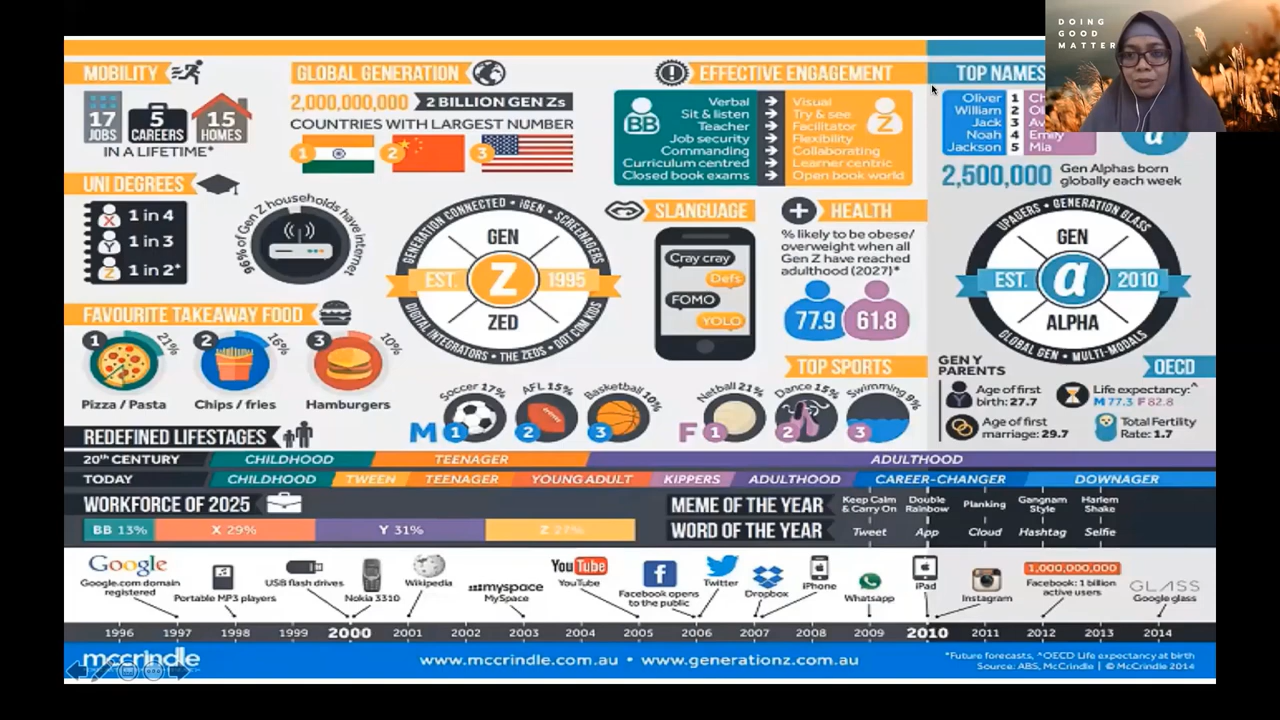 DOING
GOOD
MATTER
MOBILITY
17 JOBS
5 CAREERS
15 HOMES
IN A LIFETIME*
GLOBAL GENERATION
2,000,000,000 2 BILLION GEN Zs
COUNTRIES WITH LARGEST NUMBER
1 2 3
EFFECTIVE ENGAGEMENT
BB Z
Verbal → Visual
Sit & listen → Try & see
Teacher → Facilitator
Job security → Flexibility
Commanding → Collaborating
Curriculum centred → Learner centric
Closed book exams → Open book world
TOP NAMES
Oliver 1
William 2
Jack 3
Noah 4 Emily
Jackson 5 Mia
α
2,500,000 Gen Alphas born
globally each week
UNI DEGREES
X 1 in 4
Y 1 in 3
Z 1 in 2*
96% of Gen Z households have internet
GENERATION CONNECTED • iGEN • SCREENAGERS
GEN
EST. Z 1995
ZED
DIGITAL INTEGRATORS • THE ZEDS • DOT COM KIDS
SLANGUAGE
Cray cray
Defs
FOMO
YOLO
HEALTH
% likely to be obese/
overweight when all
Gen Z have reached
adulthood (2027)*
77.9 61.8
UPAGERS • GENERATION GLASS
GEN
EST. α 2010
ALPHA
GLOBAL GEN • MULTI-MODALS
FAVOURITE TAKEAWAY FOOD
1 21%
2 16%
3 10%
Pizza / Pasta Chips / fries Hamburgers
TOP SPORTS
M
Soccer 17% 1
AFL 15% 2
Basketball 10% 3
F
Netball 21% 1
Dance 15% 2
Swimming 9% 3
GEN Y
PARENTS
Age of first
birth: 27.7
Age of first
marriage: 29.7
OECD
Life expectancy:^
M 77.3 F 82.8
Total Fertility
Rate: 1.7
REDEFINED LIFESTAGES
20th CENTURY CHILDHOOD TEENAGER ADULTHOOD
TODAY CHILDHOOD TWEEN TEENAGER YOUNG ADULT KIPPERS ADULTHOOD CAREER-CHANGER DOWNAGER
WORKFORCE OF 2025
BB 13% X 29% Y 31% Z 27%
MEME OF THE YEAR
Keep Calm
& Carry On
Double
Rainbow
Planking
Gangnam
Style
Harlem
Shake
WORD OF THE YEAR Tweet App Cloud Hashtag Selfie
Google
Google.com domain
registered
Portable MP3 players
USB flash drives
Nokia 3310
Wikipedia
myspace
MySpace
YouTube
YouTube
Facebook opens
to the public
Twitter
Dropbox
iPhone
Whatsapp
iPad
Instagram
1,000,000,000
Facebook: 1 billion
active users
GLASS
Google glass
1996 1997 1998 1999 2000 2001 2002 2003 2004 2005 2006 2007 2008 2009 2010 2011 2012 2013 2014
mccrindle
www.mccrindle.com.au • www.generationz.com.au
*Future forecasts, ^OECD Life expectancy at birth
Source: ABS, McCrindle | © McCrindle 2014